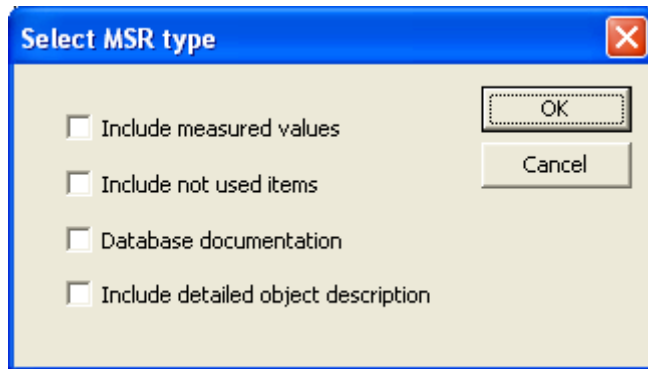 Select MSR type
Include measured values
OK
Include not used items
Cancel
Database documentation
Include detailed object description